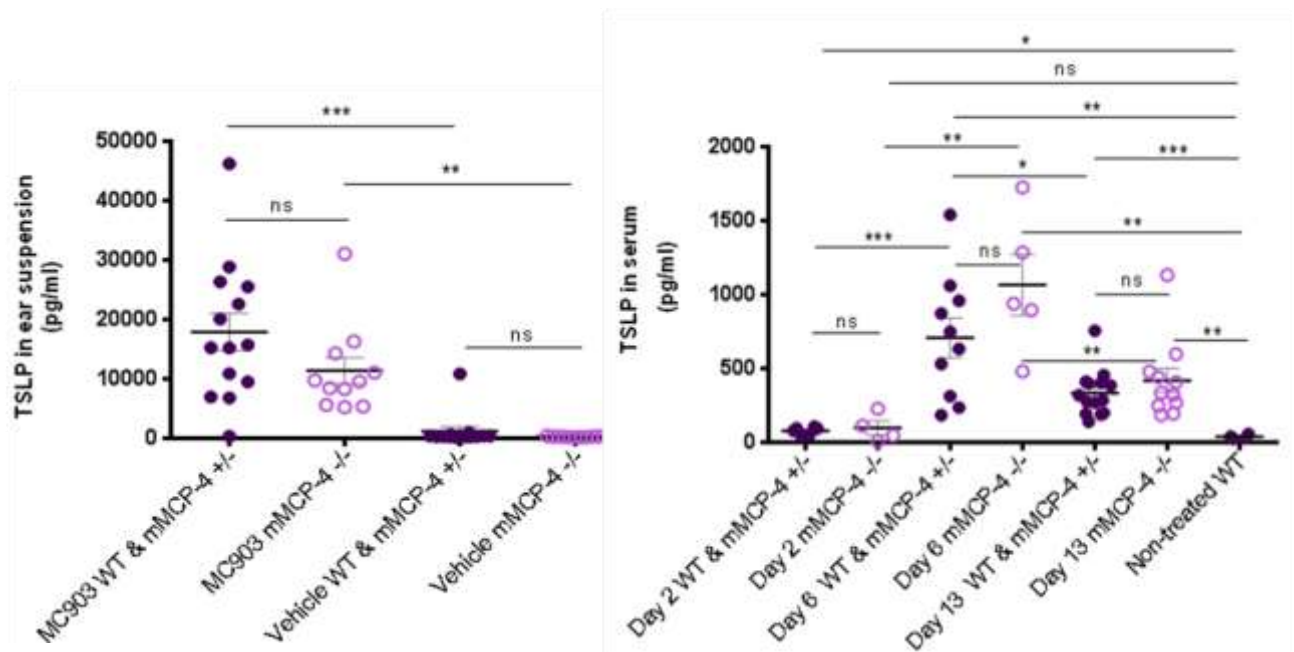 ***
**
ns
ns
50000
40000
30000
20000
10000
0
TSLP in ear suspension
(pg/ml)
MC903 WT & mMCP-4 +/-
MC903 mMCP-4 -/-
Vehicle WT & mMCP-4 +/-
Vehicle mMCP-4 -/-
*
ns
**
**
***
*
***
**
ns
ns
ns
**
**
2000
1500
1000
500
0
TSLP in serum
(pg/ml)
Day 2 WT & mMCP-4 +/-
Day 2 mMCP-4 -/-
Day 6 WT & mMCP-4 +/-
Day 6 mMCP-4 -/-
Day 13 WT & mMCP-4 +/-
Day 13 mMCP-4 -/-
Non-treated WT